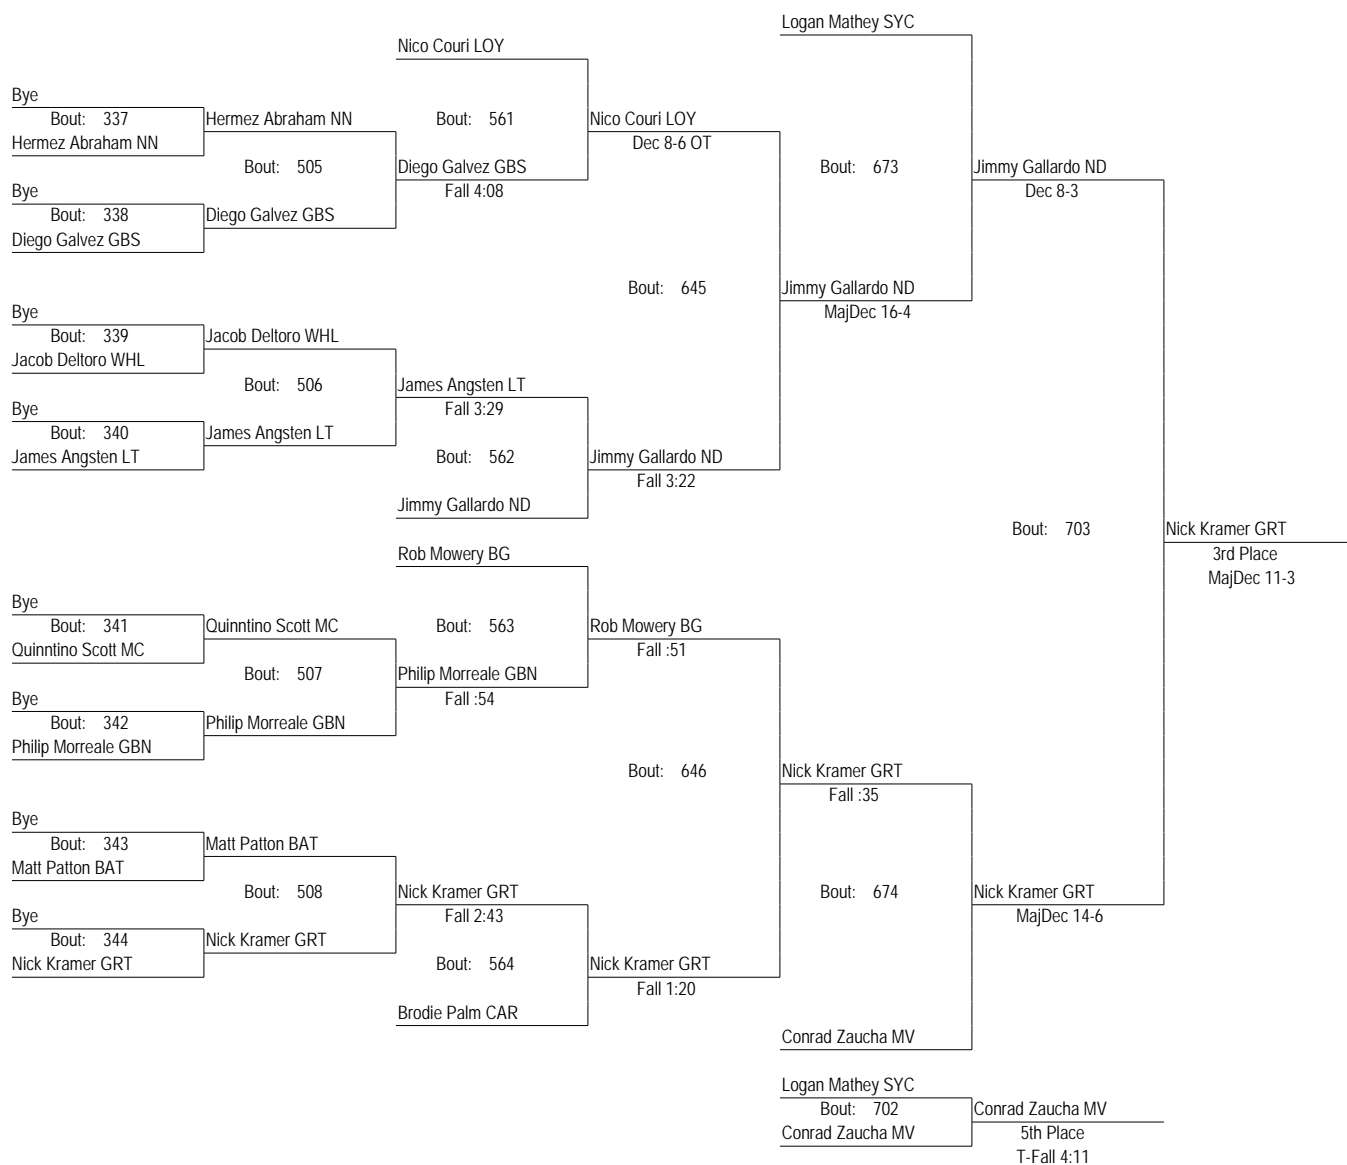 Logan Mathey SYC
Nico Couri LOY
Bye
Bout: 337
Hermez Abraham NN
Bout: 561
Nico Couri LOY
Hermez Abraham NN
Dec 8-6 OT
Bout: 505
Diego Galvez GBS
Bout: 673
Jimmy Gallardo ND
Bye
Fall 4:08
Dec 8-3
Bout: 338
Diego Galvez GBS
Diego Galvez GBS
Bout: 645
Jimmy Gallardo ND
Bye
MajDec 16-4
Bout: 339
Jacob Deltoro WHL
Jacob Deltoro WHL
Bout: 506
James Angsten LT
Bye
Fall 3:29
Bout: 340
James Angsten LT
James Angsten LT
Bout: 562
Jimmy Gallardo ND
Fall 3:22
Jimmy Gallardo ND
Bout: 703
Nick Kramer GRT
Rob Mowery BG
3rd Place
MajDec 11-3
Bye
Bout: 341
Quinntino Scott MC
Bout: 563
Rob Mowery BG
Quinntino Scott MC
Fall :51
Bout: 507
Philip Morreale GBN
Bye
Fall :54
Bout: 342
Philip Morreale GBN
Philip Morreale GBN
Bout: 646
Nick Kramer GRT
Fall :35
Bye
Bout: 343
Matt Patton BAT
Matt Patton BAT
Bout: 508
Nick Kramer GRT
Bout: 674
Nick Kramer GRT
Bye
Fall 2:43
MajDec 14-6
Bout: 344
Nick Kramer GRT
Nick Kramer GRT
Bout: 564
Nick Kramer GRT
Fall 1:20
Brodie Palm CAR
Conrad Zaucha MV
Logan Mathey SYC
Bout: 702
Conrad Zaucha MV
Conrad Zaucha MV
5th Place
T-Fall 4:11